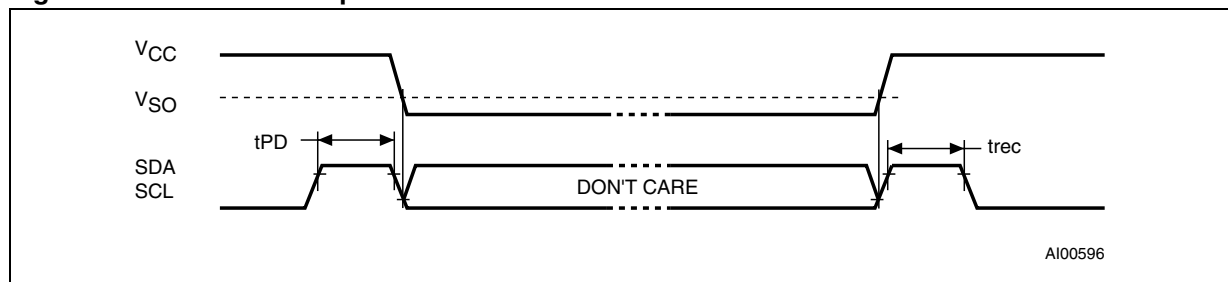 VCC
VSO
tPD
trec
SDA
SCL
DON'T CARE
AI00596